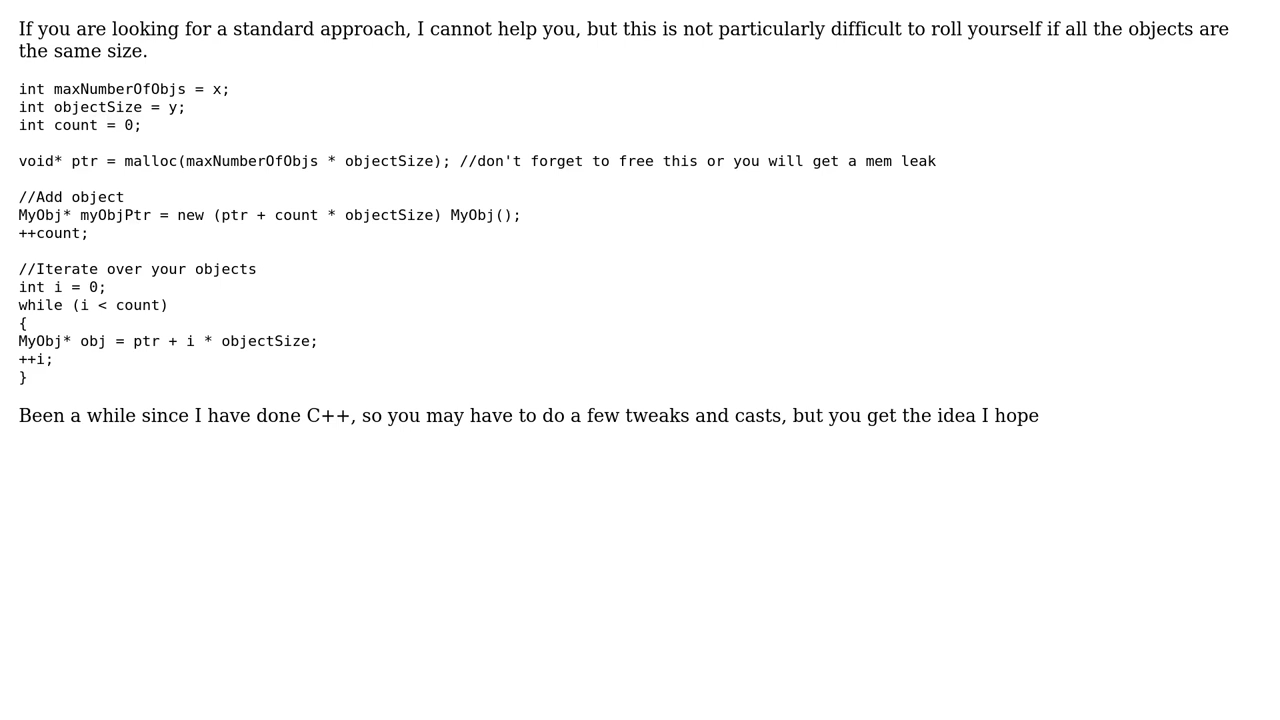 If you are looking for a standard approach, I cannot help you, but this is not particularly difficult to roll yourself if all the objects are
the same size.
int maxNumberOfObjs = x;
int objectSize = y;
int count = 0;
void* ptr = malloc(maxNumberOfObjs * objectSize); //don't forget to free this or you will get a mem leak
//Add object
MyObj* myObjPtr = new (ptr + count * objectSize) MyObj();
++count;
//Iterate over your objects
int i = 0;
while (i < count)
{
MyObj* obj = ptr + i * objectSize;
++i;
}
Been a while since I have done C++, so you may have to do a few tweaks and casts, but you get the idea I hope